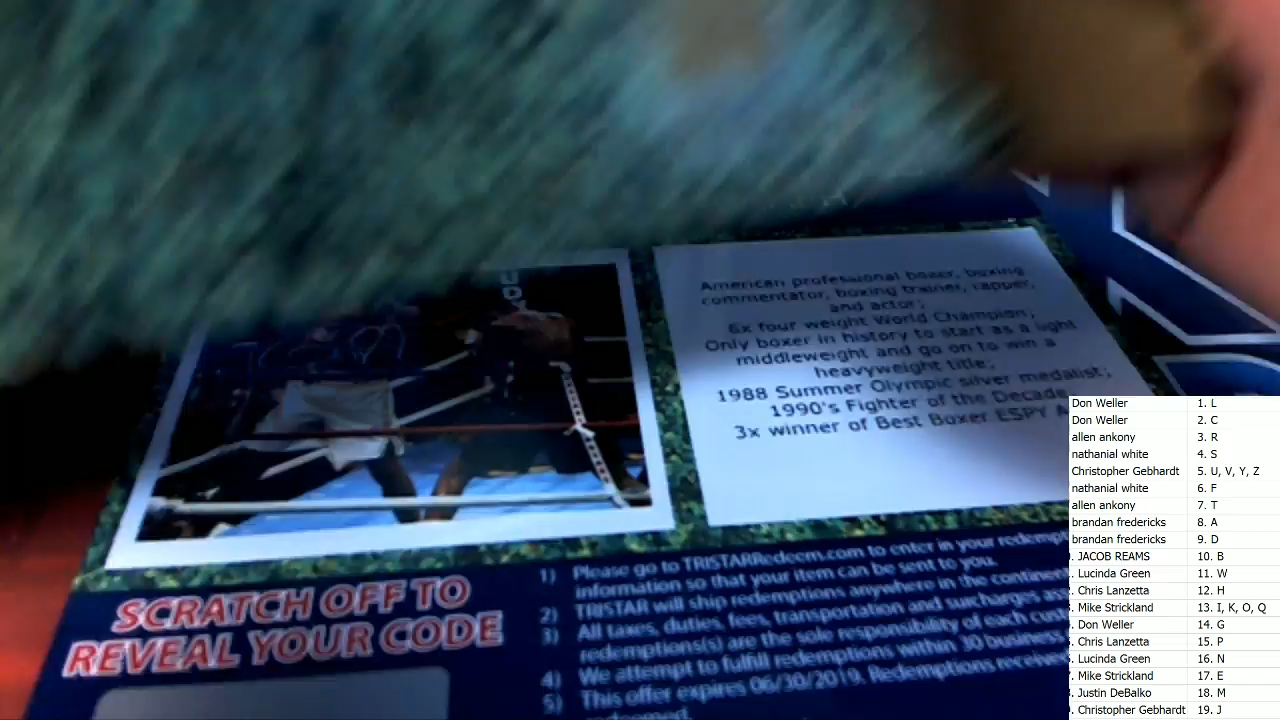 American professional boxer, boxing
commentator, boxing trainer, rapper,
and actor;
6x four weight World Champion;
Only boxer in history to start as a light
middleweight and go on to win a
heavyweight title;
1988 Summer Olympic silver medalist;
1990's Fighter of the Decade
3x winner of Best Boxer ESPY
SCRATCH OFF TO
REVEAL YOUR CODE
1) Please go to TRISTARRedeem.com to enter in your
information so that your item can be sent to you.
2) TRISTAR will ship redemptions anywhere in the
3) All taxes, duties, fees, transportation and surcharges
redemptions(s) are the sole responsibility of each
4) We attempt to fulfill redemptions within 30 business
5) This offer expires 06/30/2019. Redemptions received
redeemed.
Don Weller 1. L
Don Weller 2. C
allen ankony 3. R
nathanial white 4. S
Christopher Gebhardt 5. U, V, Y, Z
nathanial white 6. F
allen ankony 7. T
brandan fredericks 8. A
brandan fredericks 9. D
JACOB REAMS 10. B
Lucinda Green 11. W
Chris Lanzetta 12. H
Mike Strickland 13. I, K, O, Q
Don Weller 14. G
Chris Lanzetta 15. P
Lucinda Green 16. N
Mike Strickland 17. E
Justin DeBalko 18. M
Christopher Gebhardt 19. J